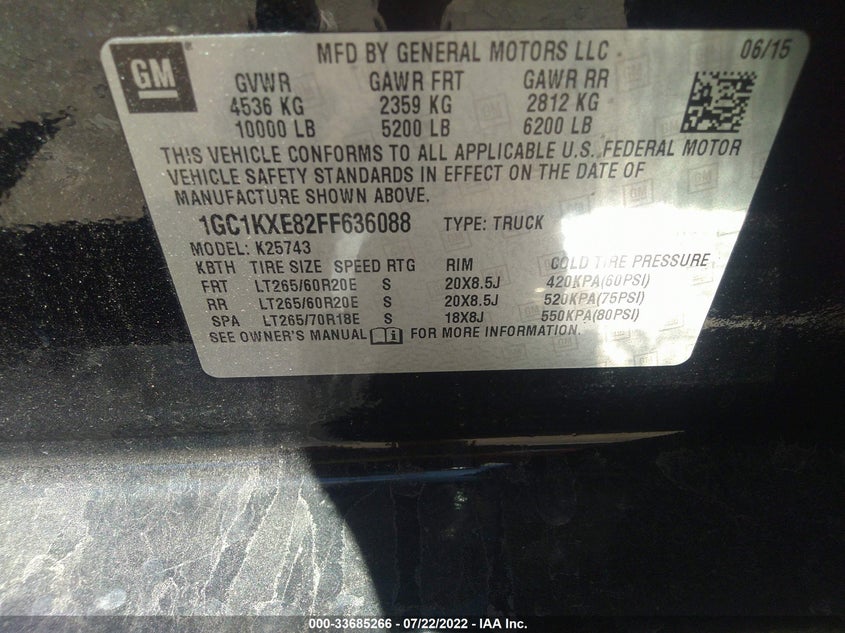 GM
MFD BY GENERAL MOTORS LLC 06/15
GVWR GAWR FRT GAWR RR
4536 KG 2359 KG 2812 KG
10000 LB 5200 LB 6200 LB
THIS VEHICLE CONFORMS TO ALL APPLICABLE U.S. FEDERAL MOTOR
VEHICLE SAFETY STANDARDS IN EFFECT ON THE DATE OF
MANUFACTURE SHOWN ABOVE.
1GC1KXE82FF636088 TYPE: TRUCK
MODEL: K25743
KBTH TIRE SIZE SPEED RTG RIM COLD TIRE PRESSURE
FRT LT265/60R20E S 20X8.5J 420KPA(60PSI)
RR LT265/60R20E S 20X8.5J 520KPA(75PSI)
SPA LT265/70R18E S 18X8J 550KPA(80PSI)
SEE OWNER'S MANUAL FOR MORE INFORMATION.
000-33685266 - 07/22/2022 - IAA Inc.